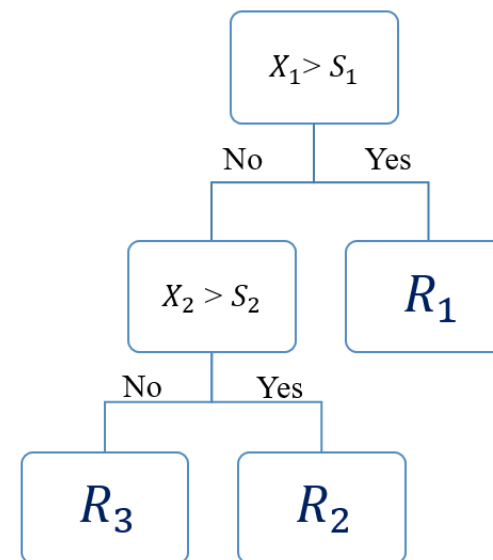 X₁> S₁
No Yes
X₂ > S₂
R₁
No Yes
R₃
R₂